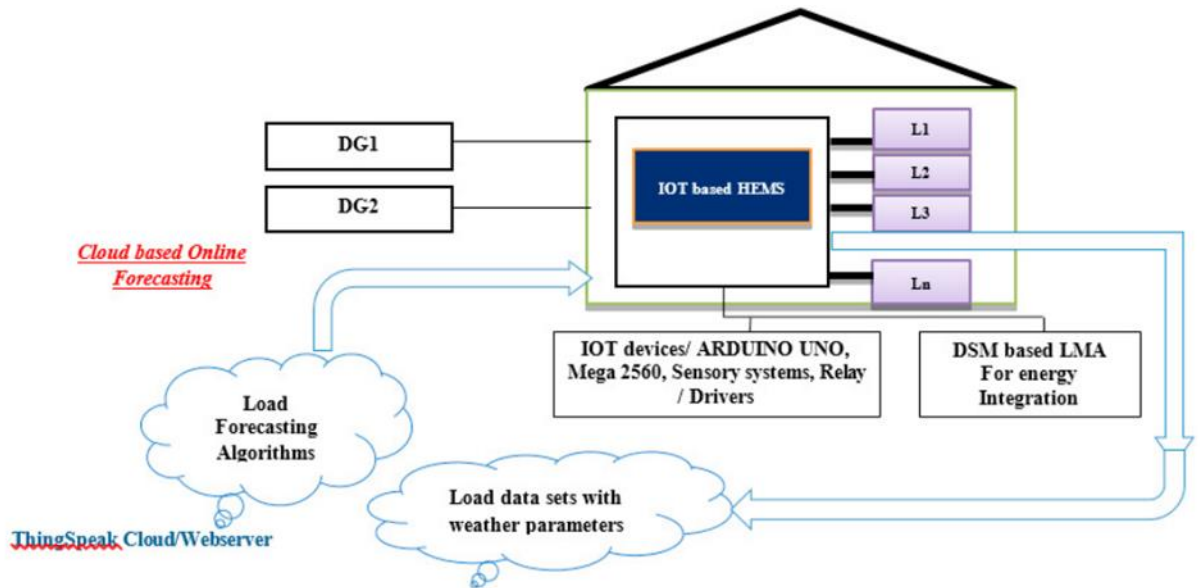 DG1
DG2
Cloud based Online
Forecasting
IOT based HEMS
L1
L2
L3
Ln
IOT devices/ ARDUINO UNO,
Mega 2560, Sensory systems, Relay
/ Drivers
DSM based LMA
For energy
Integration
Load
Forecasting
Algorithms
Load data sets with
weather parameters
ThingSpeak Cloud/Webserver